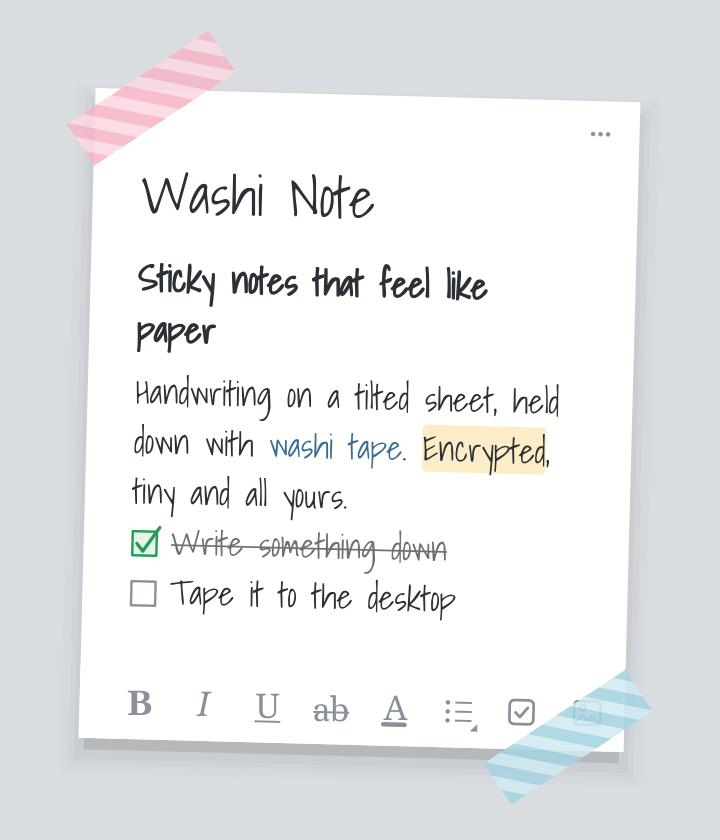 Washi Note
Sticky notes that feel like
paper
Handwriting on a tilted sheet, held
down with washi tape. Encrypted,
tiny and all yours.
Write something down
Tape it to the desktop
B I U ab A